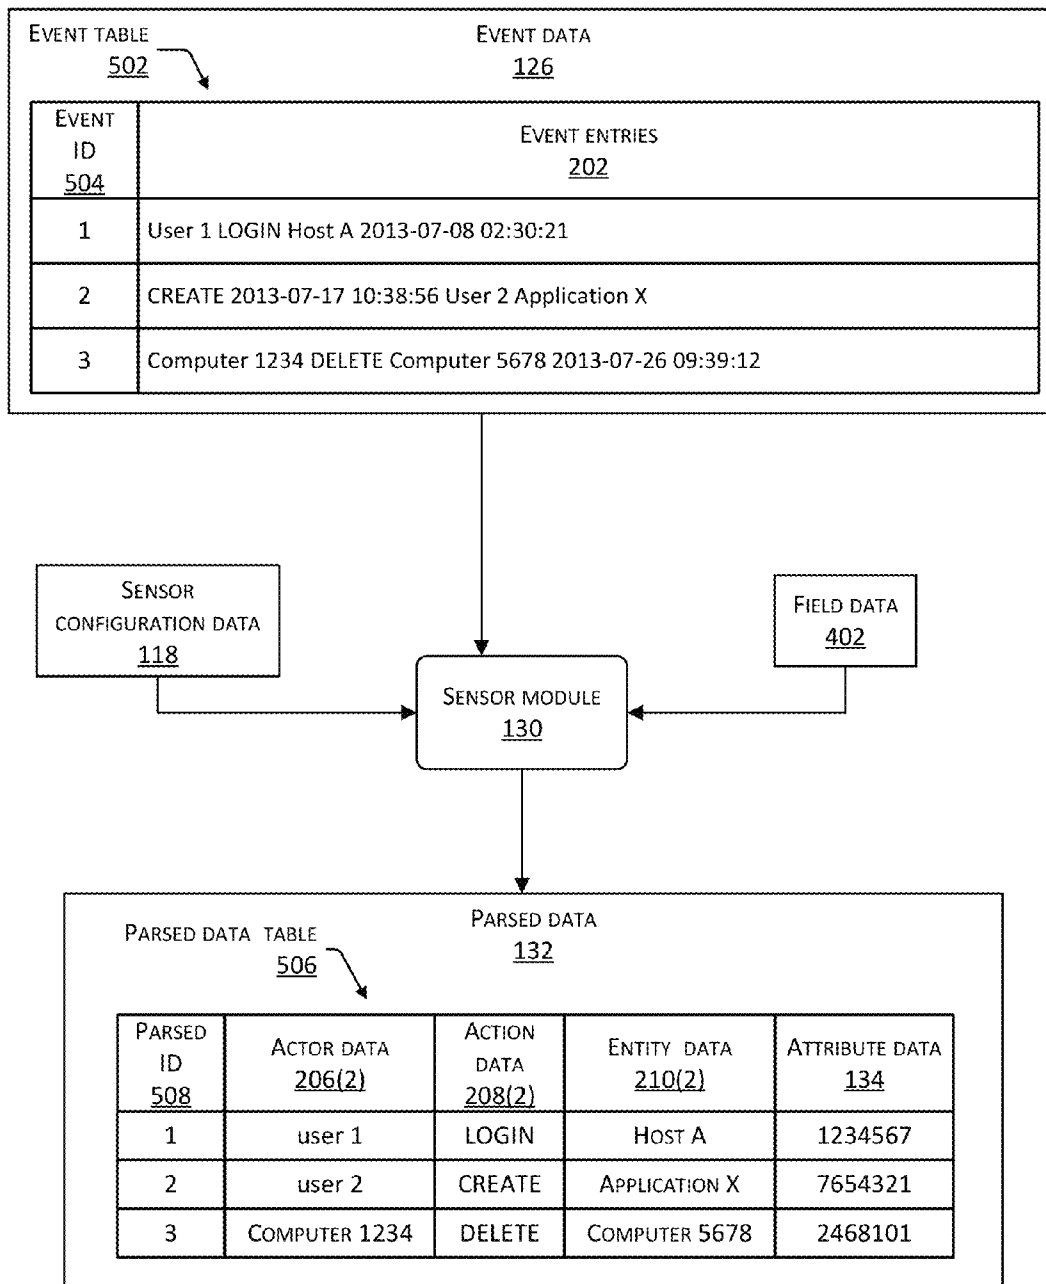 EVENT TABLE
502
EVENT DATA
126
EVENT
ID
504
EVENT ENTRIES
202
1
User 1 LOGIN Host A 2013-07-08 02:30:21
2
CREATE 2013-07-17 10:38:56 User 2 Application X
3
Computer 1234 DELETE Computer 5678 2013-07-26 09:39:12
SENSOR
CONFIGURATION DATA
118
FIELD DATA
402
SENSOR MODULE
130
PARSED DATA TABLE
506
PARSED DATA
132
PARSED
ID
508
ACTOR DATA
206(2)
ACTION
DATA
208(2)
ENTITY DATA
210(2)
ATTRIBUTE DATA
134
1
user 1
LOGIN
HOST A
1234567
2
user 2
CREATE
APPLICATION X
7654321
3
COMPUTER 1234
DELETE
COMPUTER 5678
2468101